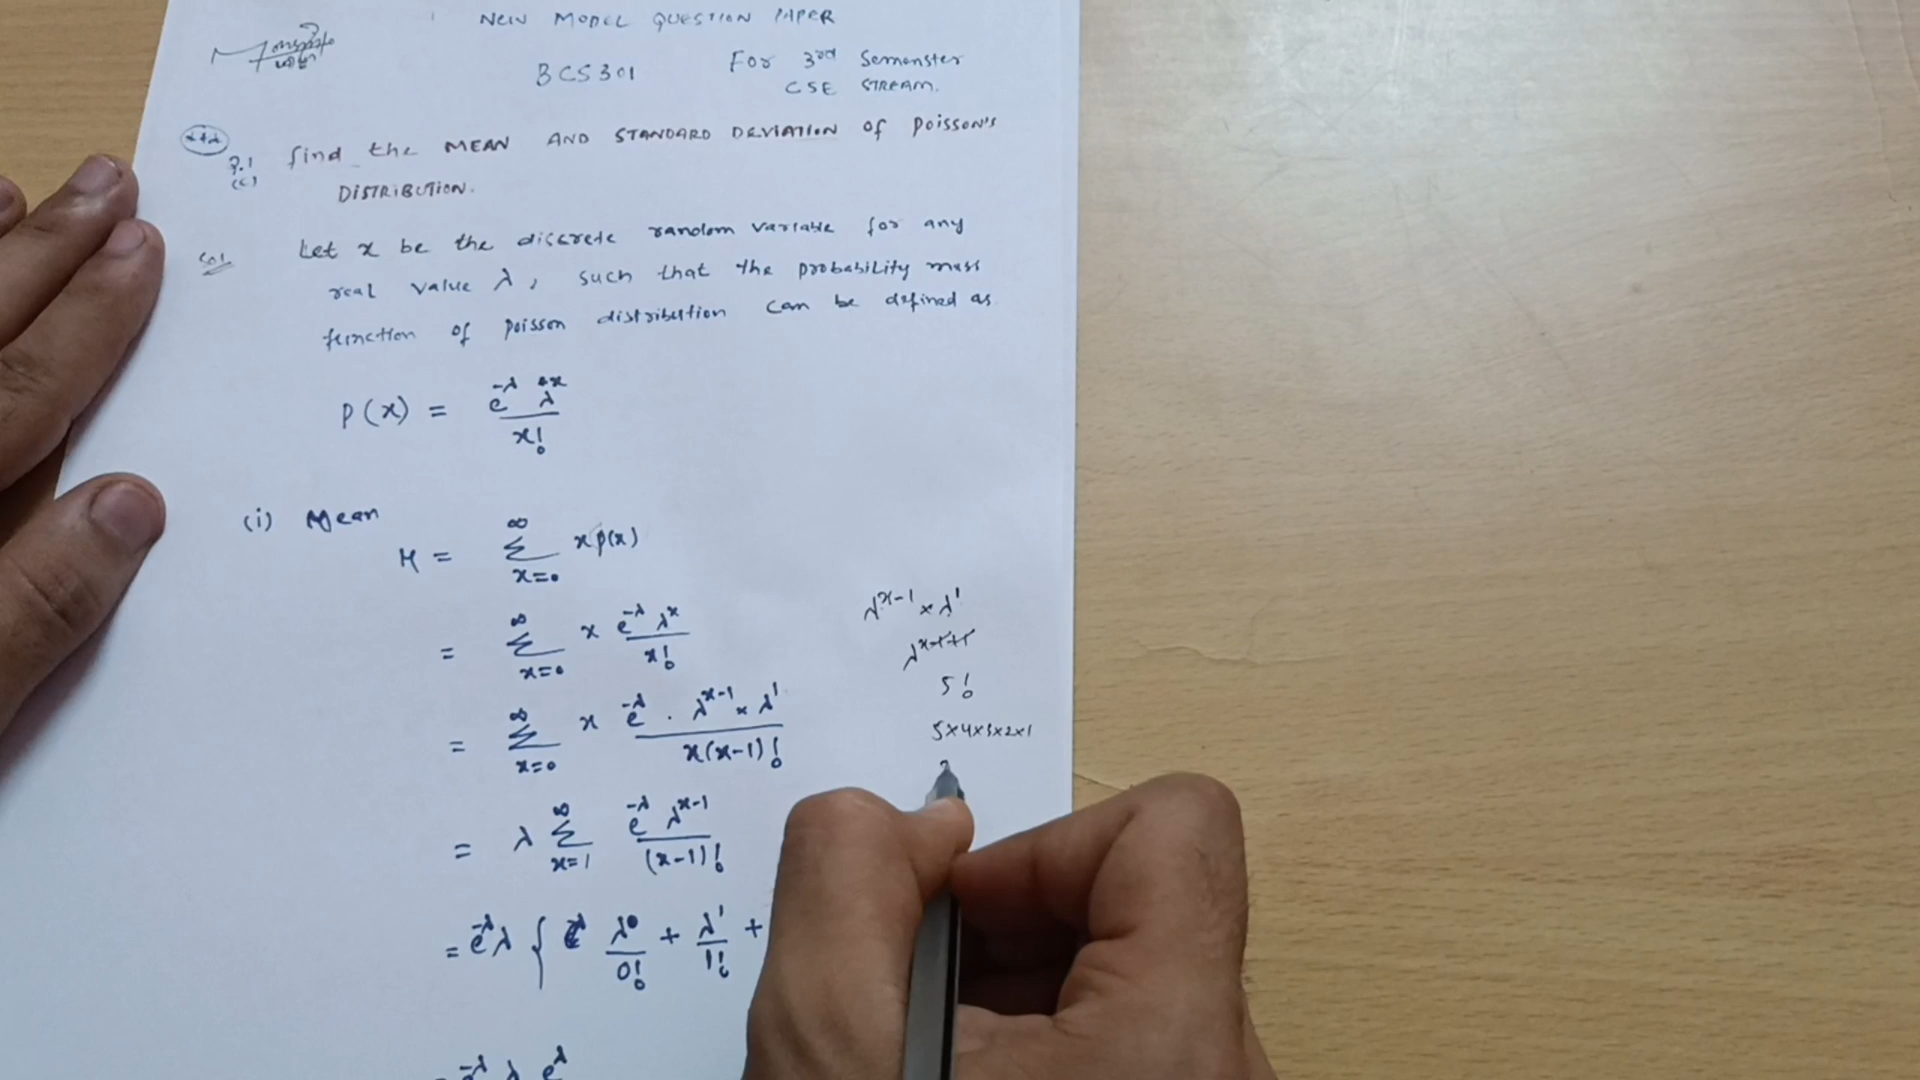 NEW MODEL QUESTION PAPER
BCS301 For 3rd Semenster
CSE STREAM.
Q.1 find the MEAN AND STANDARD DEVIATION of Poisson's
(c)
DISTRIBUTION.
Sol Let x be the discrete random variable for any
real value λ, such that the probability mass
function of poisson distribution can be defined as
P(x) = e^-λ λ^x / x!
(i) Mean
μ = ∑_{x=0}^{∞} x p(x)
= ∑_{x=0}^{∞} x e^-λ λ^x / x!
= ∑_{x=0}^{∞} x e^-λ . λ^{x-1} × λ^1 / x(x-1)!
= λ ∑_{x=1}^{∞} e^-λ λ^{x-1} / (x-1)!
= e^-λ λ { λ^0 / 0! + λ^1 / 1! +
= e^-λ λ e^λ
λ^{x-1} × λ^1
λ^{x-1+1}
5!
5×4×3×2×1